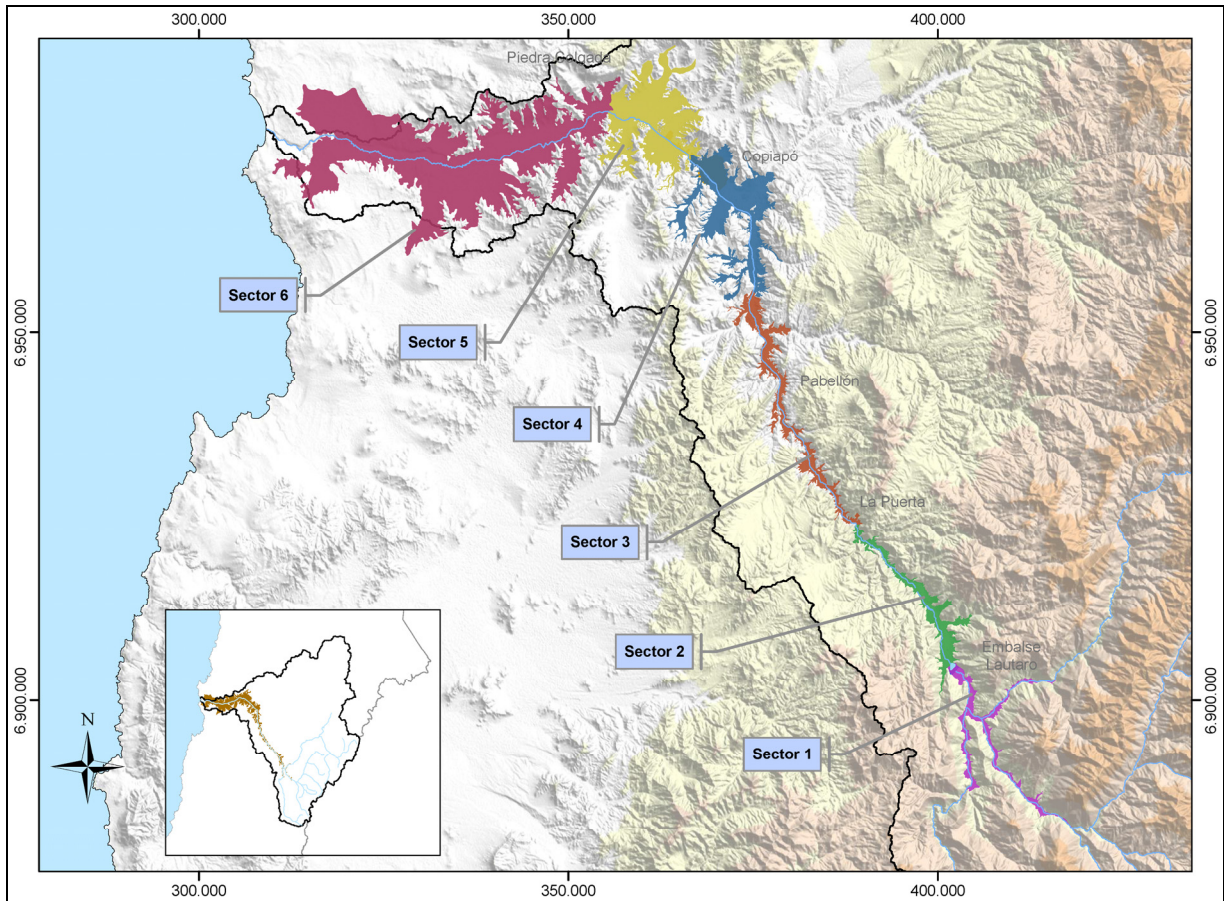 300.000
350.000
400.000
Piedra Colgada
Copiapó
Sector 6
6.950.000
6.950.000
Sector 5
Pabellón
Sector 4
La Puerta
Sector 3
Sector 2
Embalse
Lautaro
6.900.000
6.900.000
N
Sector 1
300.000
350.000
400.000